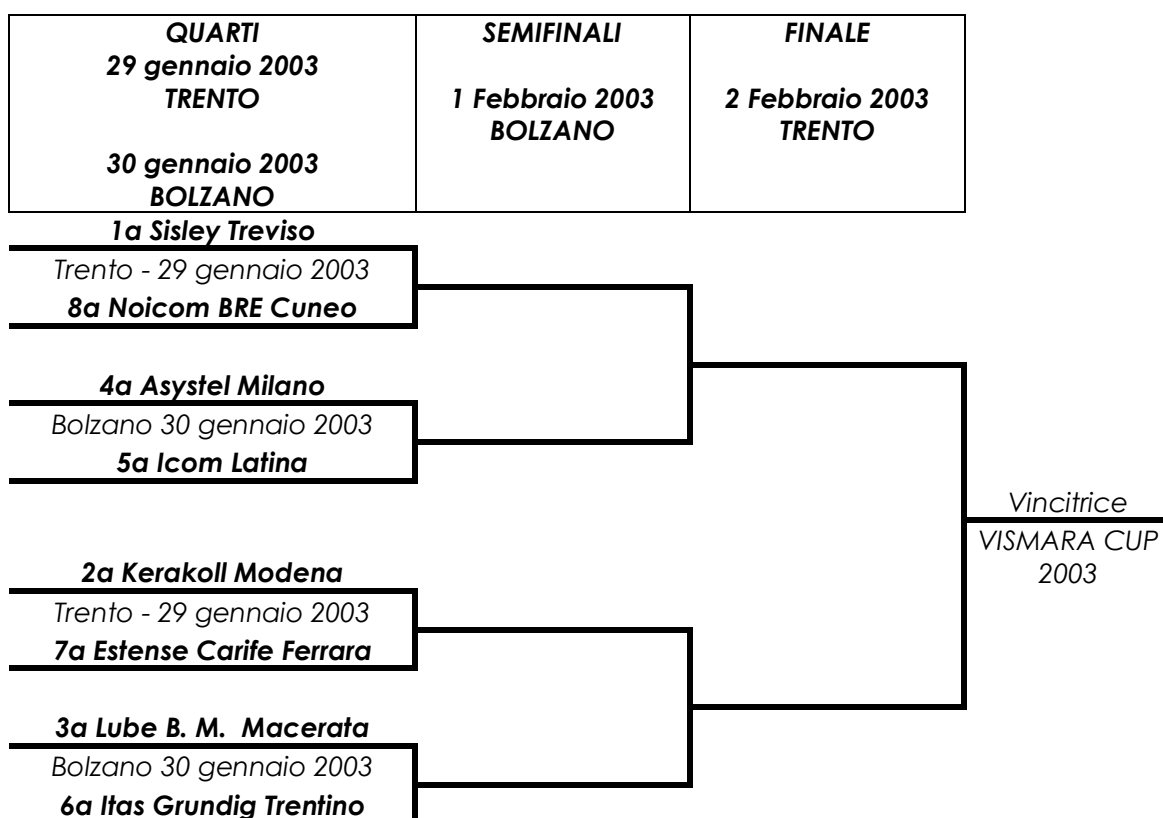 QUARTI
29 gennaio 2003
TRENTO
30 gennaio 2003
BOLZANO
SEMIFINALI
1 Febbraio 2003
BOLZANO
FINALE
2 Febbraio 2003
TRENTO
1a Sisley Treviso
Trento - 29 gennaio 2003
8a Noicom BRE Cuneo
4a Asystel Milano
Bolzano 30 gennaio 2003
5a Icom Latina
2a Kerakoll Modena
Trento - 29 gennaio 2003
7a Estense Carife Ferrara
3a Lube B. M.  Macerata
Bolzano 30 gennaio 2003
6a Itas Grundig Trentino
Vincitrice
VISMARA CUP
2003